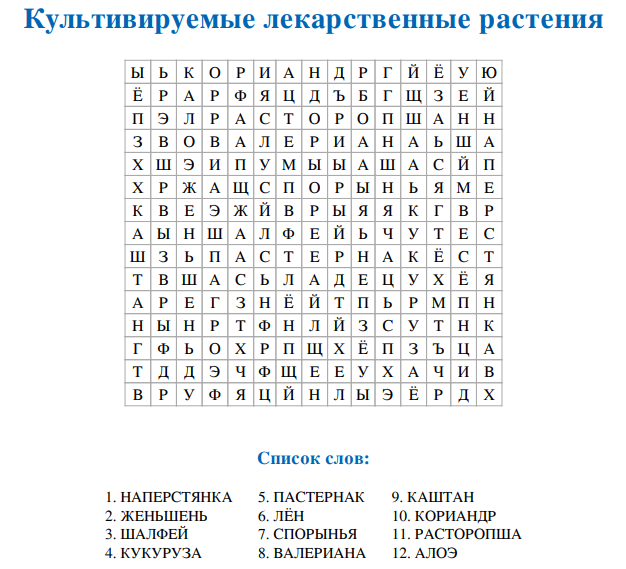 Культивируемые лекарственные растения
Ы Ь К О Р И А Н Д Р Г Й Ё У Ю
Ё Р А Р Ф Я Ц Д Ъ Б Г Щ З Е Й
П Э Л Р А С Т О Р О П Ш А Н Н
З В О В А Л Е Р И А Н А Ь Ш А
Х Ш Э И П У М Ы Ы А Ш А С Й П
Х Р Ж А Щ С П О Р Ы Н Ь Я М Е
К В Е Э Ж Й В Р Ы Я Я К Г В Р
А Ы Н Ш А Л Ф Е Й Ь Ч У Т Е С
Ш З Ь П А С Т Е Р Н А К Ё С Т
Т В Ш А С Ь Л А Д Е Ц У Х Ё Я
А Р Е Г З Н Ё Й Т П Ь Р М П Н
Н Ы Н Р Т Ф Н Л Й З С У Т Н К
Г Ф Ь О Х Р П Щ Х Ё П З Ъ Ц А
Т Д Д Э Ч Ф Щ Е Е У Х А Ч И В
В Р У Ф Я Ц Й Н Л Ы Э Ё Р Д Х
Список слов:
1. НАПЕРСТЯНКА 5. ПАСТЕРНАК 9. КАШТАН
2. ЖЕНЬШЕНЬ 6. ЛЁН 10. КОРИАНДР
3. ШАЛФЕЙ 7. СПОРЫНЬЯ 11. РАСТОРОПША
4. КУКУРУЗА 8. ВАЛЕРИАНА 12. АЛОЭ